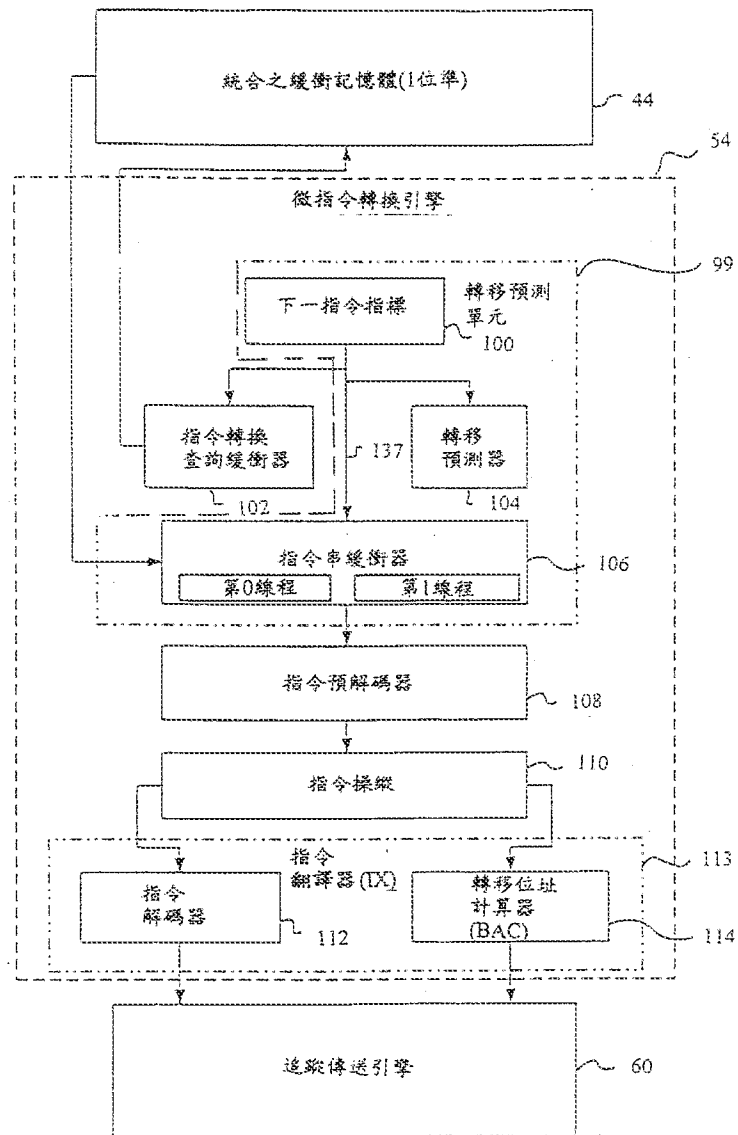 統合之緩衝記憶體(1位準)
44
54
微指令轉換引擎
99
下一指令指標
轉移預測
單元
100
指令轉換
查詢緩衝器
102
137
轉移
預測器
104
指令串緩衝器
106
第0線程
第1線程
指令預解碼器
108
指令操縱
110
指令
翻譯器(IX)
113
指令
解碼器
112
轉移位址
計算器
(BAC)
114
追蹤傳送引擎
60